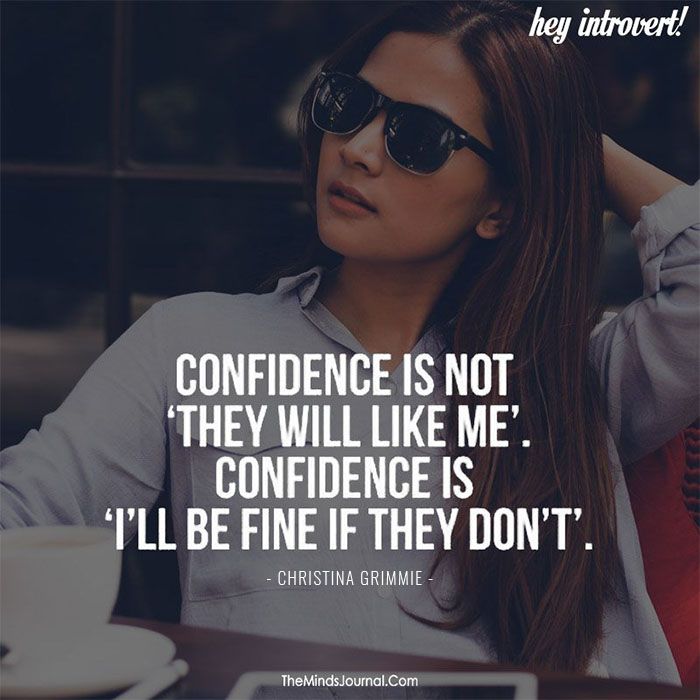 hey introvert!
CONFIDENCE IS NOT
‘THEY WILL LIKE ME’.
CONFIDENCE IS
‘I’LL BE FINE IF THEY DON’T’.
- CHRISTINA GRIMMIE -
TheMindsJournal.Com